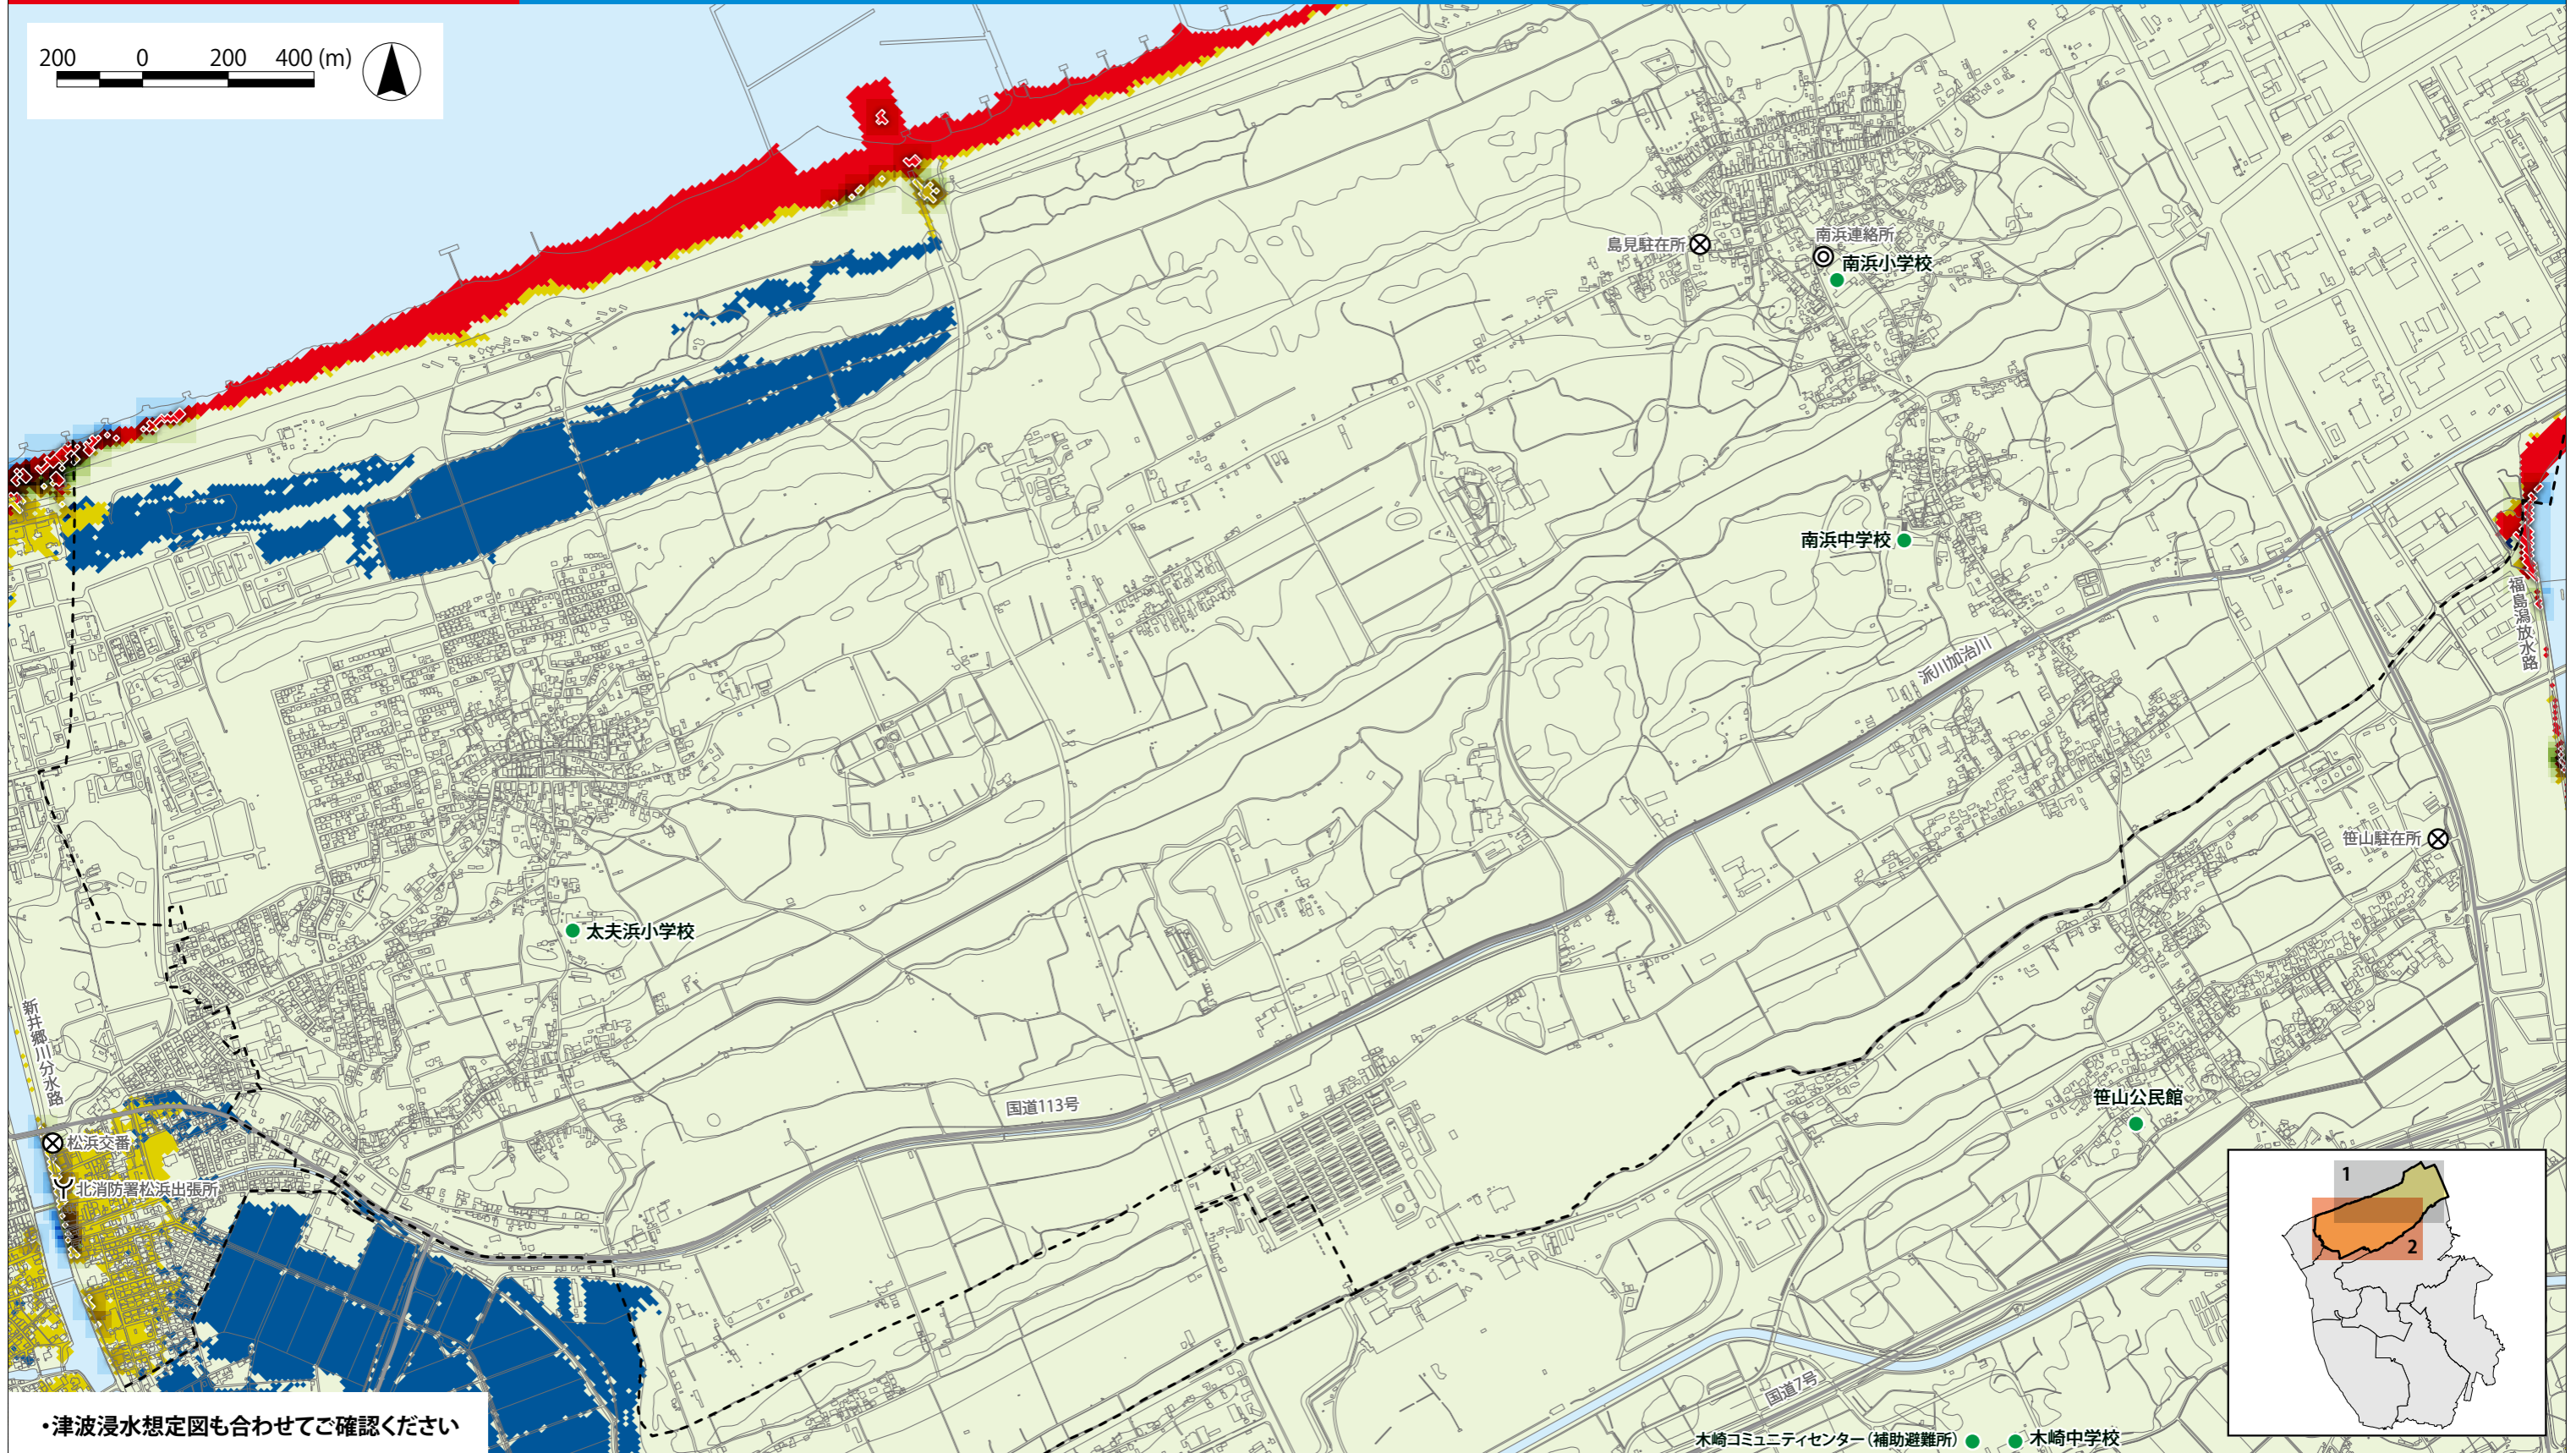 200 0 200 400 (m)
島見駐在所
南浜連絡所
南浜小学校
南浜中学校
福島潟放水路
派川加治川
笹山駐在所
太夫浜小学校
新井郷川分水路
国道113号
笹山公民館
松浜交番
北消防署松浜出張所
1
2
国道7号
・津波浸水想定図も合わせてご確認ください
木崎コミュニティセンター（補助避難所）
木崎中学校